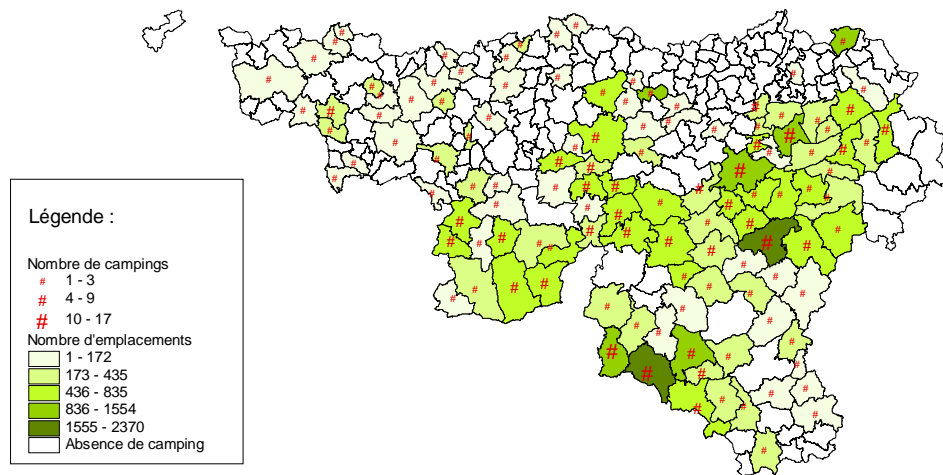 Légende :
Nombre de campings
# 1 - 3
# 4 - 9
# 10 - 17
Nombre d'emplacements
1 - 172
173 - 435
436 - 835
836 - 1554
1555 - 2370
Absence de camping